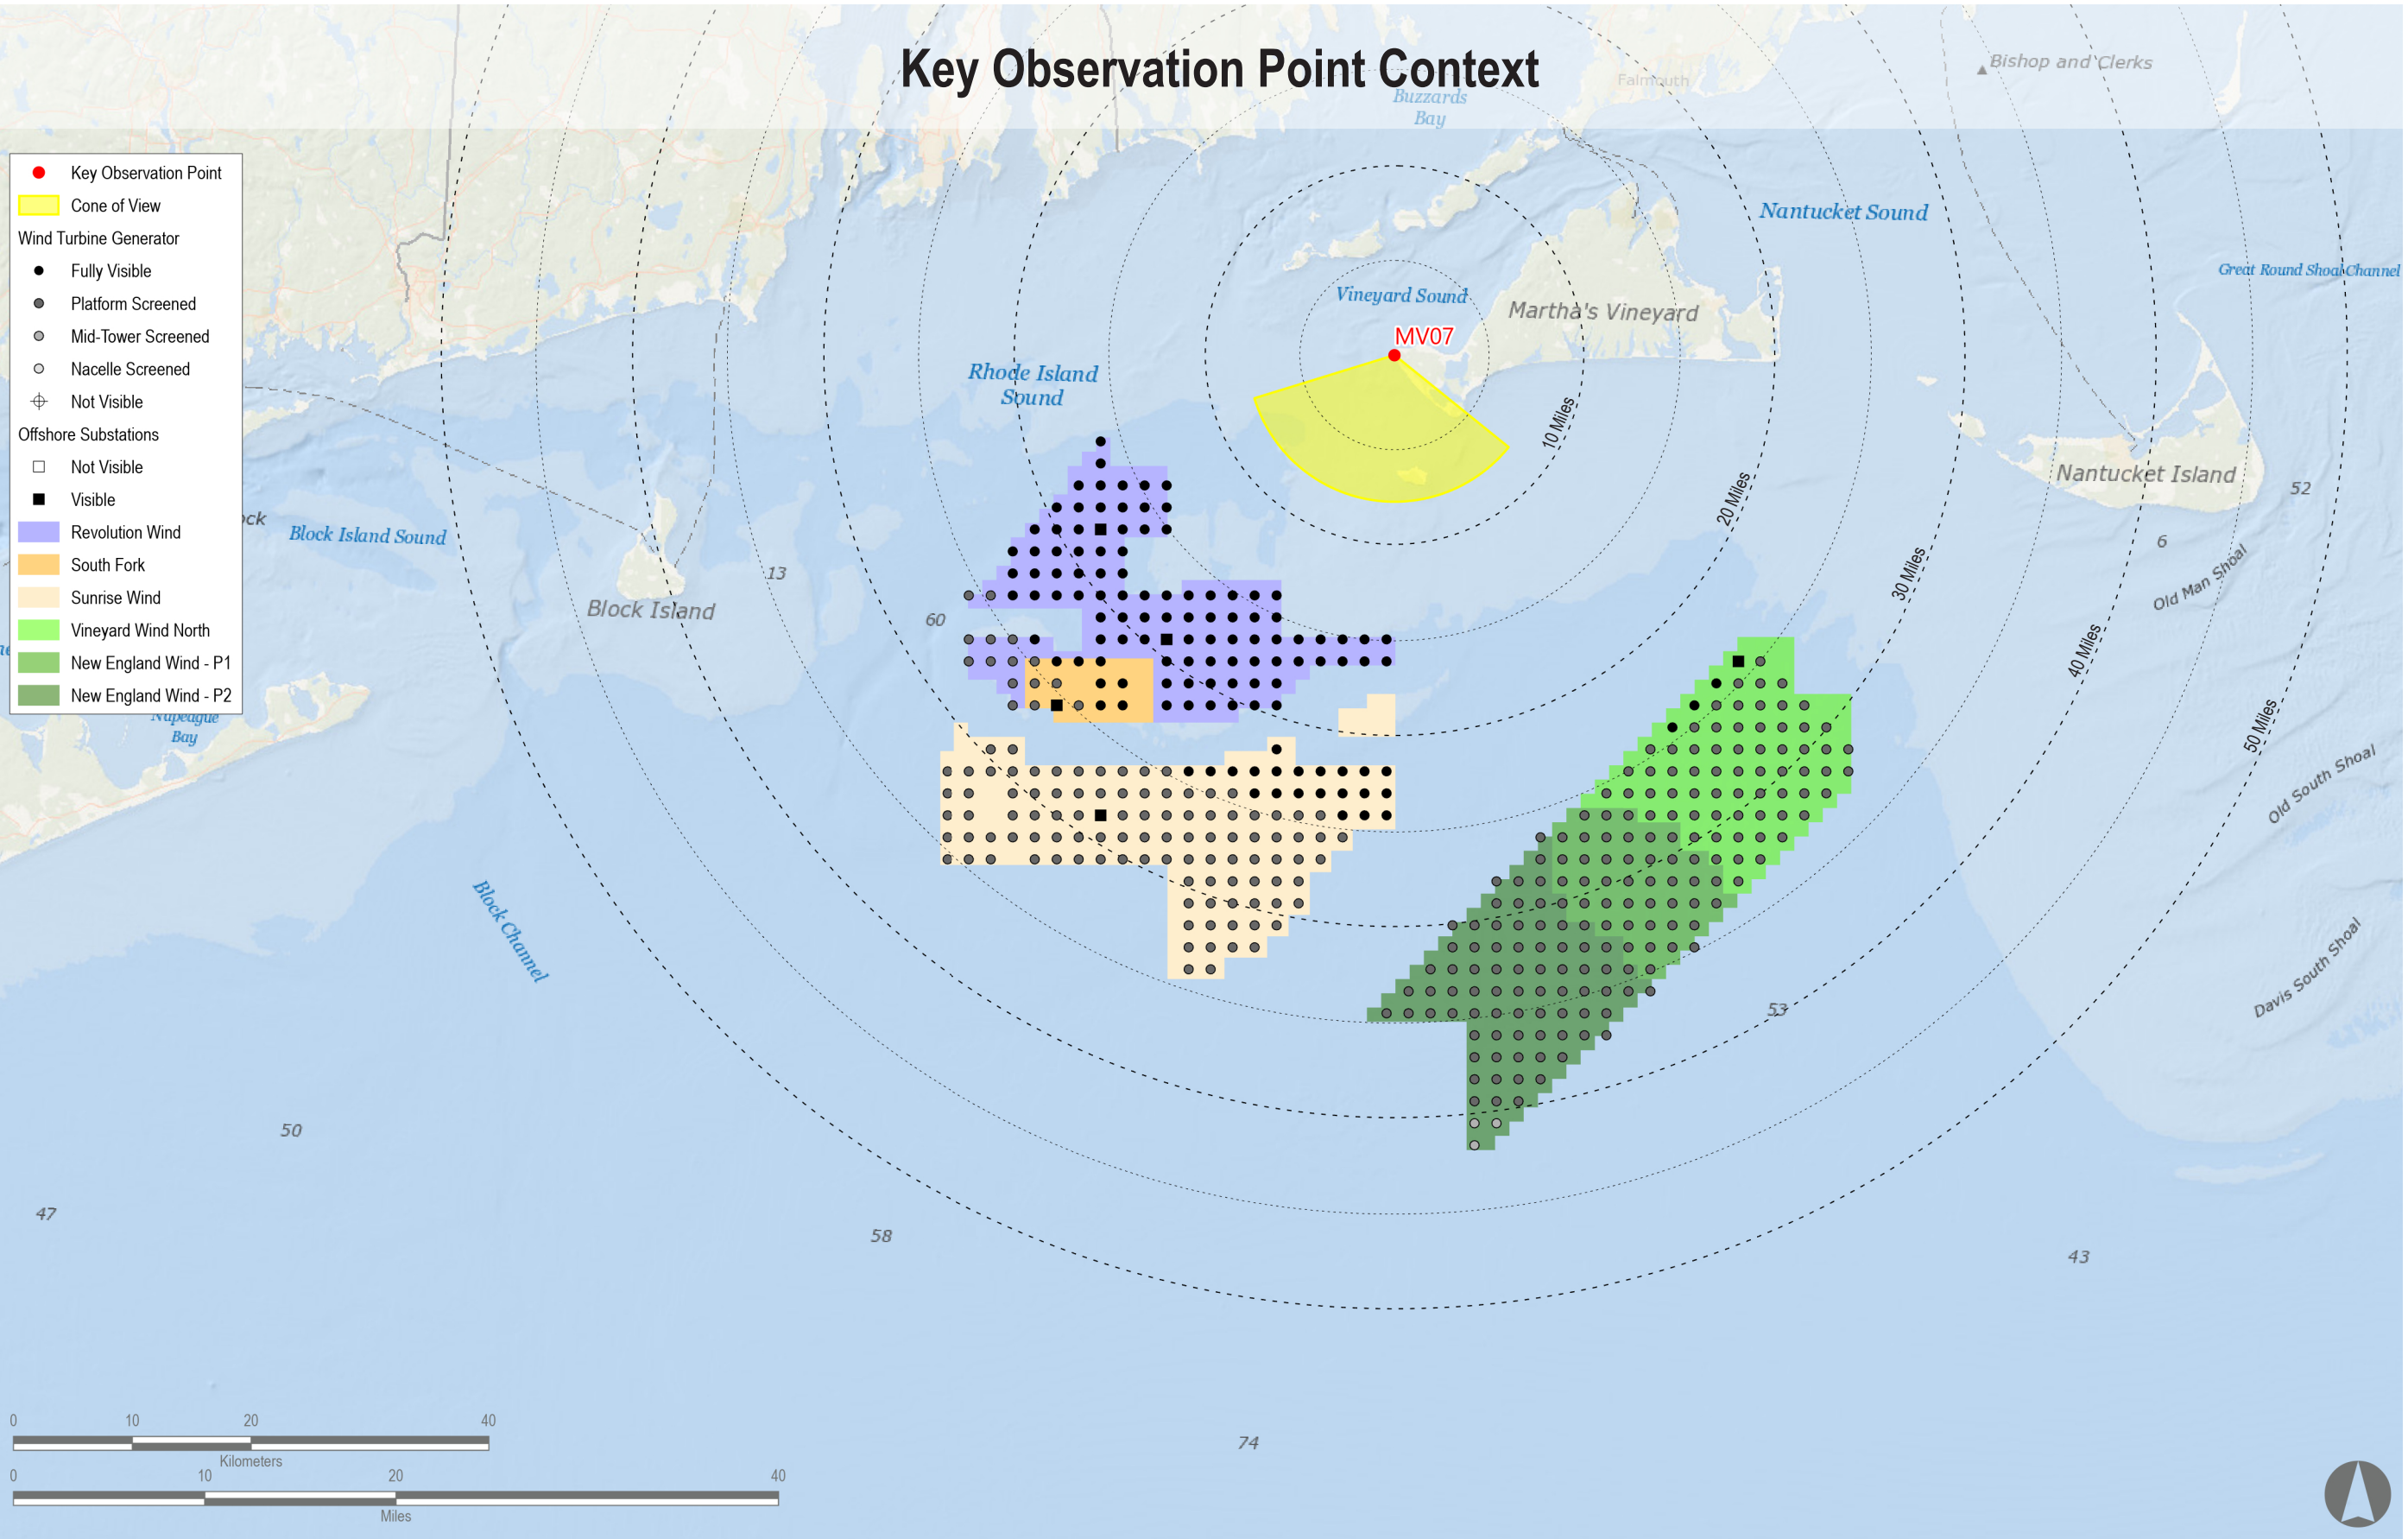 Key Observation Point Context
Bishop and Clerks
Falmouth
Buzzards
Bay
Nantucket Sound
Great Round Shoal Channel
Vineyard Sound
Martha's Vineyard
MV07
Rhode Island
Sound
10 Miles
20 Miles
30 Miles
40 Miles
50 Miles
Nantucket Island
52
6
Old Man Shoal
Old South Shoal
Davis South Shoal
Key Observation Point
Cone of View
Wind Turbine Generator
Fully Visible
Platform Screened
Mid-Tower Screened
Nacelle Screened
Not Visible
Offshore Substations
Not Visible
Visible
Revolution Wind
South Fork
Sunrise Wind
Vineyard Wind North
New England Wind - P1
New England Wind - P2
ock
Block Island Sound
13
Block Island
60
Napeague
Bay
Block Channel
53
50
47
58
43
74
0 10 20 40
Kilometers
0 10 20 40
Miles